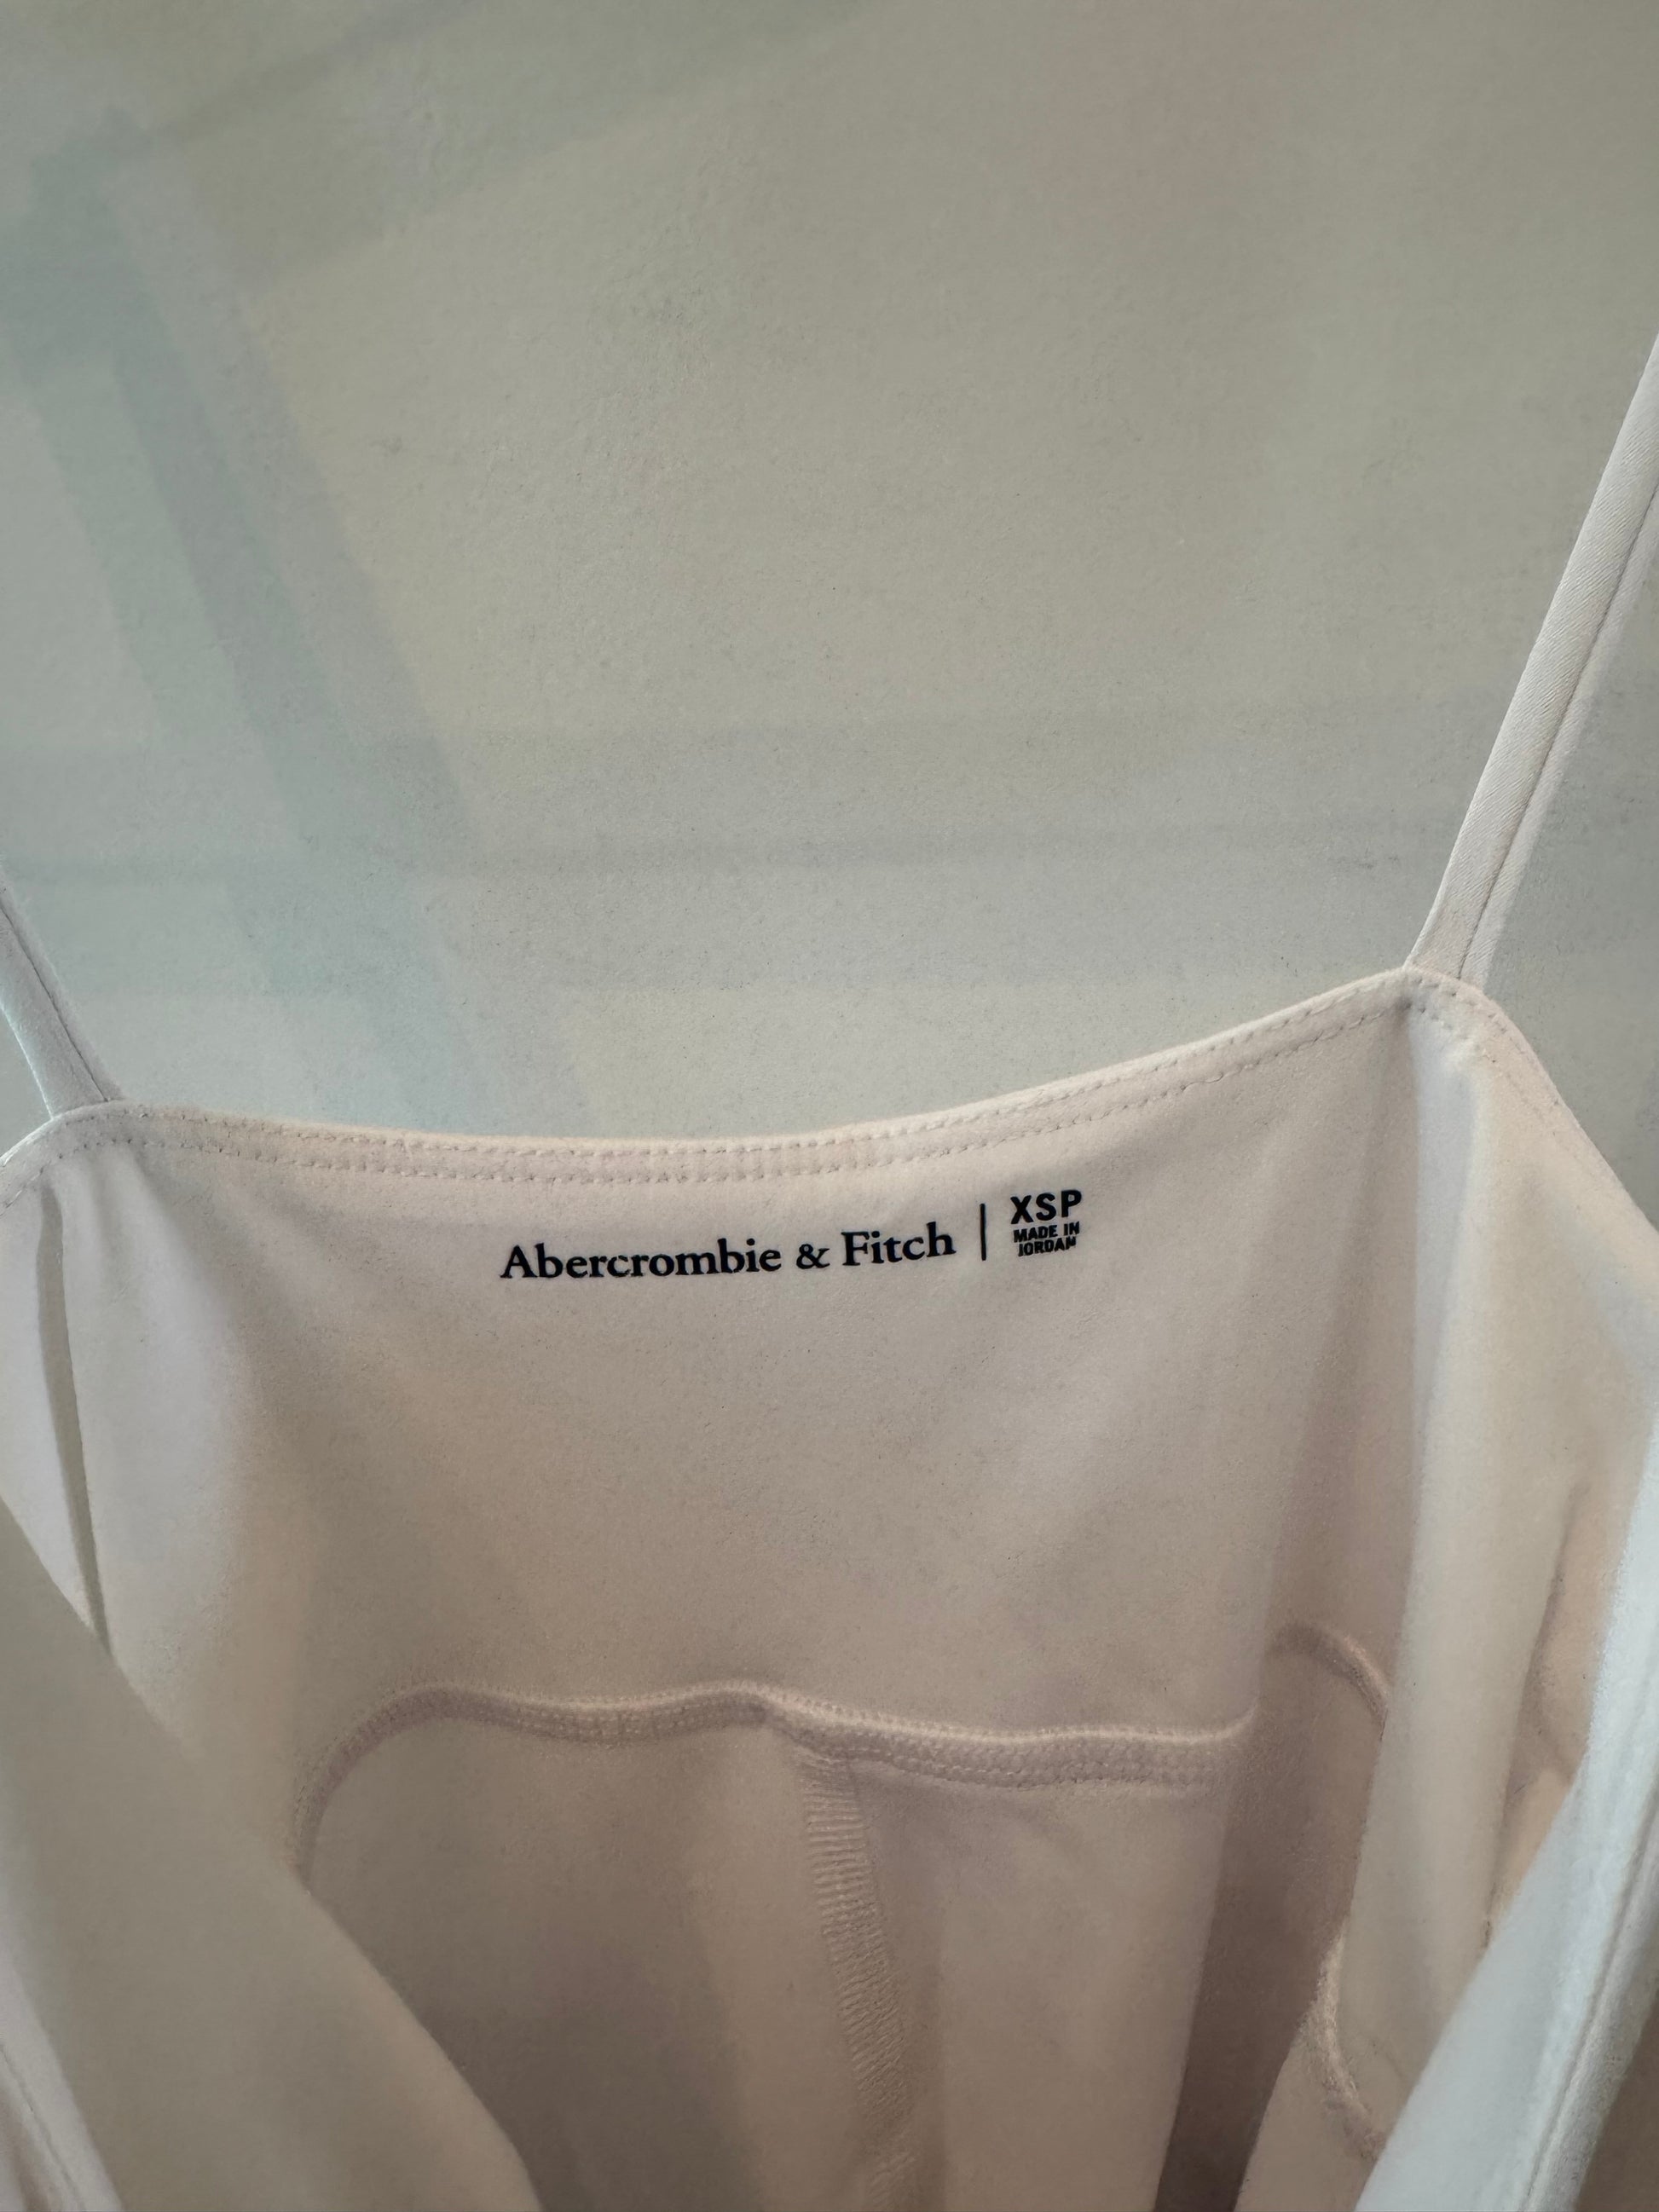 Abercrombie & Fitch | XSP
MADE IN
JORDAN